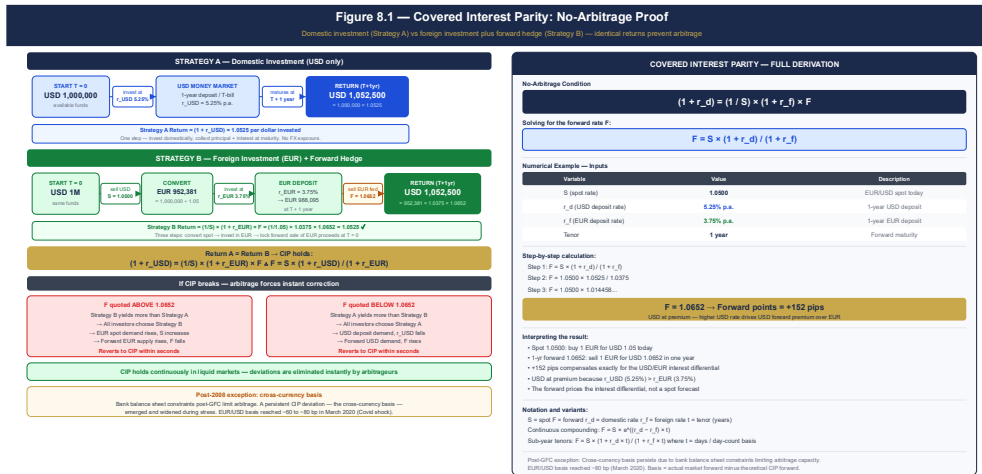 Figure 8.1 — Covered Interest Parity: No-Arbitrage Proof
Domestic investment (Strategy A) vs foreign investment plus forward hedge (Strategy B) — identical returns prevent arbitrage
STRATEGY A — Domestic Investment (USD only)
START T = 0
USD 1,000,000
available funds
invest at
r_USD 5.25%
USD MONEY MARKET
1-year deposit / T-bill
r_USD = 5.25% p.a.
matures at
T + 1 year
RETURN (T+1yr)
USD 1,052,500
= 1,000,000 × 1.0525
Strategy A Return = (1 + r_USD) = 1.0525 per dollar invested
One step — invest domestically, collect principal + interest at maturity. No FX exposure.
STRATEGY B — Foreign Investment (EUR) + Forward Hedge
START T = 0
USD 1M
same funds
sell USD
S = 1.0500
CONVERT
EUR 952,381
= 1,000,000 ÷ 1.05
invest at
r_EUR 3.75%
EUR DEPOSIT
r_EUR = 3.75%
→ EUR 988,095
at T + 1 year
sell EUR fwd
F = 1.0652
RETURN (T+1yr)
USD 1,052,500
= 952,381 × 1.0375 × 1.0652
Strategy B Return = (1/S) × (1 + r_EUR) × F = (1/1.05) × 1.0375 × 1.0652 = 1.0525 ✓
Three steps: convert spot → invest in EUR → lock forward sale of EUR proceeds at T = 0
Return A = Return B → CIP holds:
(1 + r_USD) = (1/S) × (1 + r_EUR) × F ∴ F = S × (1 + r_USD) / (1 + r_EUR)
If CIP breaks — arbitrage forces instant correction
F quoted ABOVE 1.0652
Strategy B yields more than Strategy A
→ All investors choose Strategy B
→ EUR spot demand rises, S increases
→ Forward EUR supply rises, F falls
Reverts to CIP within seconds
F quoted BELOW 1.0652
Strategy A yields more than Strategy B
→ All investors choose Strategy A
→ USD deposit demand, r_USD falls
→ Forward USD demand, F rises
Reverts to CIP within seconds
CIP holds continuously in liquid markets — deviations are eliminated instantly by arbitrageurs
Post-2008 exception: cross-currency basis
Bank balance sheet constraints post-GFC limit arbitrage. A persistent CIP deviation — the cross-currency basis —
emerged and widened during stress. EUR/USD basis reached −60 to −80 bp in March 2020 (Covid shock).
COVERED INTEREST PARITY — FULL DERIVATION
No-Arbitrage Condition
(1 + r_d) = (1 / S) × (1 + r_f) × F
Solving for the forward rate F:
F = S × (1 + r_d) / (1 + r_f)
Numerical Example — Inputs
Variable Value Description
S (spot rate) 1.0500 EUR/USD spot today
r_d (USD deposit rate) 5.25% p.a. 1-year USD deposit
r_f (EUR deposit rate) 3.75% p.a. 1-year EUR deposit
Tenor 1 year Forward maturity
Step-by-step calculation:
Step 1: F = S × (1 + r_d) / (1 + r_f)
Step 2: F = 1.0500 × 1.0525 / 1.0375
Step 3: F = 1.0500 × 1.014458...
F = 1.0652 → Forward points = +152 pips
USD at premium — higher USD rate drives USD forward premium over EUR
Interpreting the result:
• Spot 1.0500: buy 1 EUR for USD 1.05 today
• 1-yr forward 1.0652: sell 1 EUR for USD 1.0652 in one year
• +152 pips compensates exactly for the USD/EUR interest differential
• USD at premium because r_USD (5.25%) > r_EUR (3.75%)
• The forward prices the interest differential, not a spot forecast
Notation and variants:
S = spot F = forward r_d = domestic rate r_f = foreign rate t = tenor (years)
Continuous compounding: F = S × e^((r_d − r_f) × t)
Sub-year tenors: F = S × (1 + r_d × t) / (1 + r_f × t) where t = days / day-count basis
Post-GFC exception: Cross-currency basis persists due to bank balance sheet constraints limiting arbitrage capacity.
EUR/USD basis reached −80 bp (March 2020). Basis = actual market forward minus theoretical CIP forward.